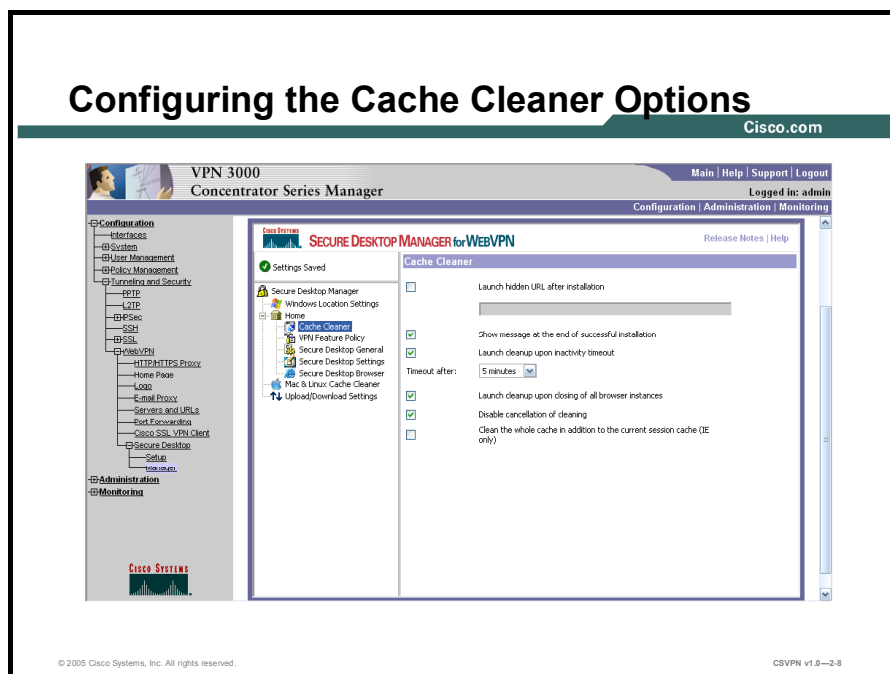 Configuring the Cache Cleaner Options
Cisco.com
VPN 3000
Concentrator Series Manager
Main | Help | Support | Logout
Logged in: admin
Configuration | Administration | Monitoring
Configuration
Interfaces
System
User Management
Policy Management
Tunneling and Security
PPTP
L2TP
IPSec
SSH
SSL
WebVPN
HTTP/HTTPS Proxy
Home Page
Logo
E-mail Proxy
Servers and URLs
Port Forwarding
Cisco SSL VPN Client
Secure Desktop
Setup
Manager
Administration
Monitoring
CISCO SYSTEMS
CISCO SYSTEMS
SECURE DESKTOP MANAGER for WEBVPN
Release Notes | Help
Settings Saved
Secure Desktop Manager
Windows Location Settings
Home
Cache Cleaner
VPN Feature Policy
Secure Desktop General
Secure Desktop Settings
Secure Desktop Browser
Mac & Linux Cache Cleaner
Upload/Download Settings
Cache Cleaner
Launch hidden URL after installation
Show message at the end of successful installation
Launch cleanup upon inactivity timeout
Timeout after: 5 minutes
Launch cleanup upon closing of all browser instances
Disable cancellation of cleaning
Clean the whole cache in addition to the current session cache (IE
only)
© 2005 Cisco Systems, Inc. All rights reserved.
CSVPN v1.0—2-8